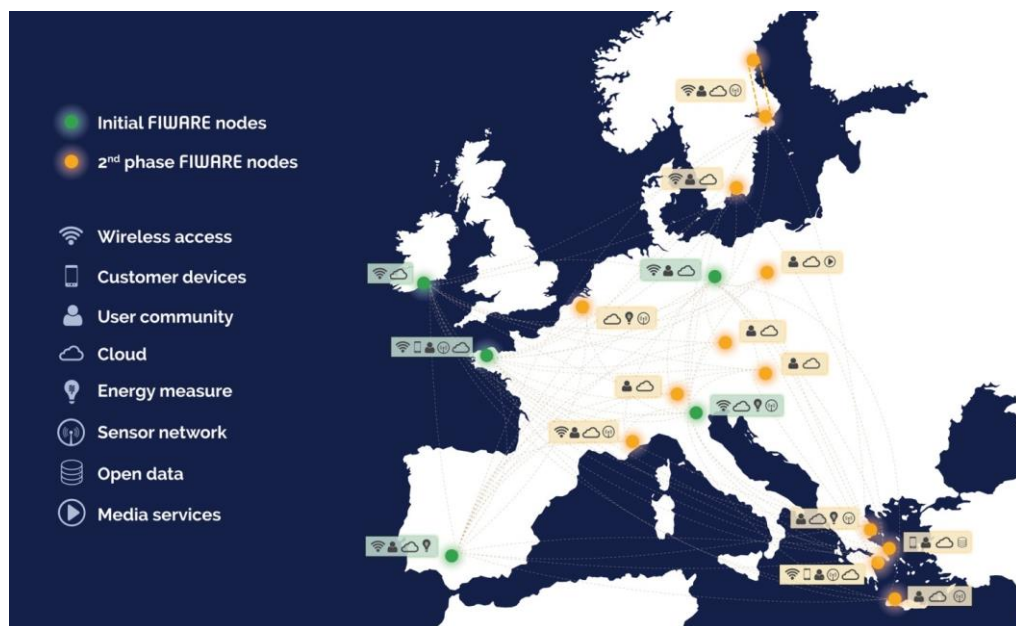 Initial FIWARE nodes
2nd phase FIWARE nodes
Wireless access
Customer devices
User community
Cloud
Energy measure
Sensor network
Open data
Media services